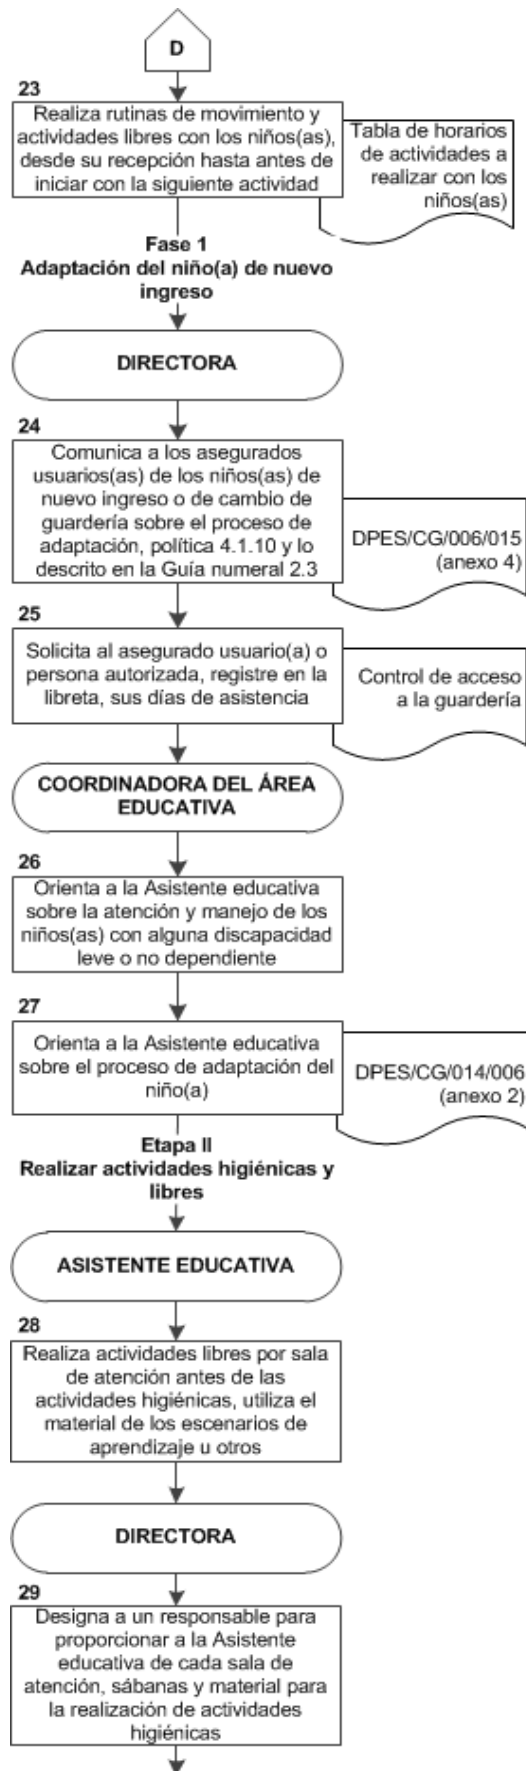 D
23
Realiza rutinas de movimiento y
actividades libres con los niños(as),
desde su recepción hasta antes de
iniciar con la siguiente actividad
Tabla de horarios
de actividades a
realizar con los
niños(as)
Fase 1
Adaptación del niño(a) de nuevo
ingreso
DIRECTORA
24
Comunica a los asegurados
usuarios(as) de los niños(as) de
nuevo ingreso o de cambio de
guardería sobre el proceso de
adaptación, política 4.1.10 y lo
descrito en la Guía numeral 2.3
DPES/CG/006/015
(anexo 4)
25
Solicita al asegurado usuario(a) o
persona autorizada, registre en la
libreta, sus días de asistencia
Control de acceso
a la guardería
COORDINADORA DEL ÁREA
EDUCATIVA
26
Orienta a la Asistente educativa
sobre la atención y manejo de los
niños(as) con alguna discapacidad
leve o no dependiente
27
Orienta a la Asistente educativa
sobre el proceso de adaptación del
niño(a)
DPES/CG/014/006
(anexo 2)
Etapa II
Realizar actividades higiénicas y
libres
ASISTENTE EDUCATIVA
28
Realiza actividades libres por sala
de atención antes de las
actividades higiénicas, utiliza el
material de los escenarios de
aprendizaje u otros
DIRECTORA
29
Designa a un responsable para
proporcionar a la Asistente
educativa de cada sala de
atención, sábanas y material para
la realización de actividades
higiénicas